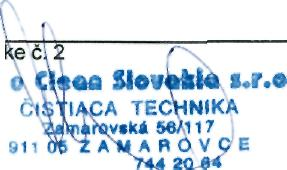 ke č. 2
o Clean Slovakia s.r.o
ČISTIACA TECHNIKA
Zamarovská 56/117
911 05 ZAMAROVCE
744 20 64